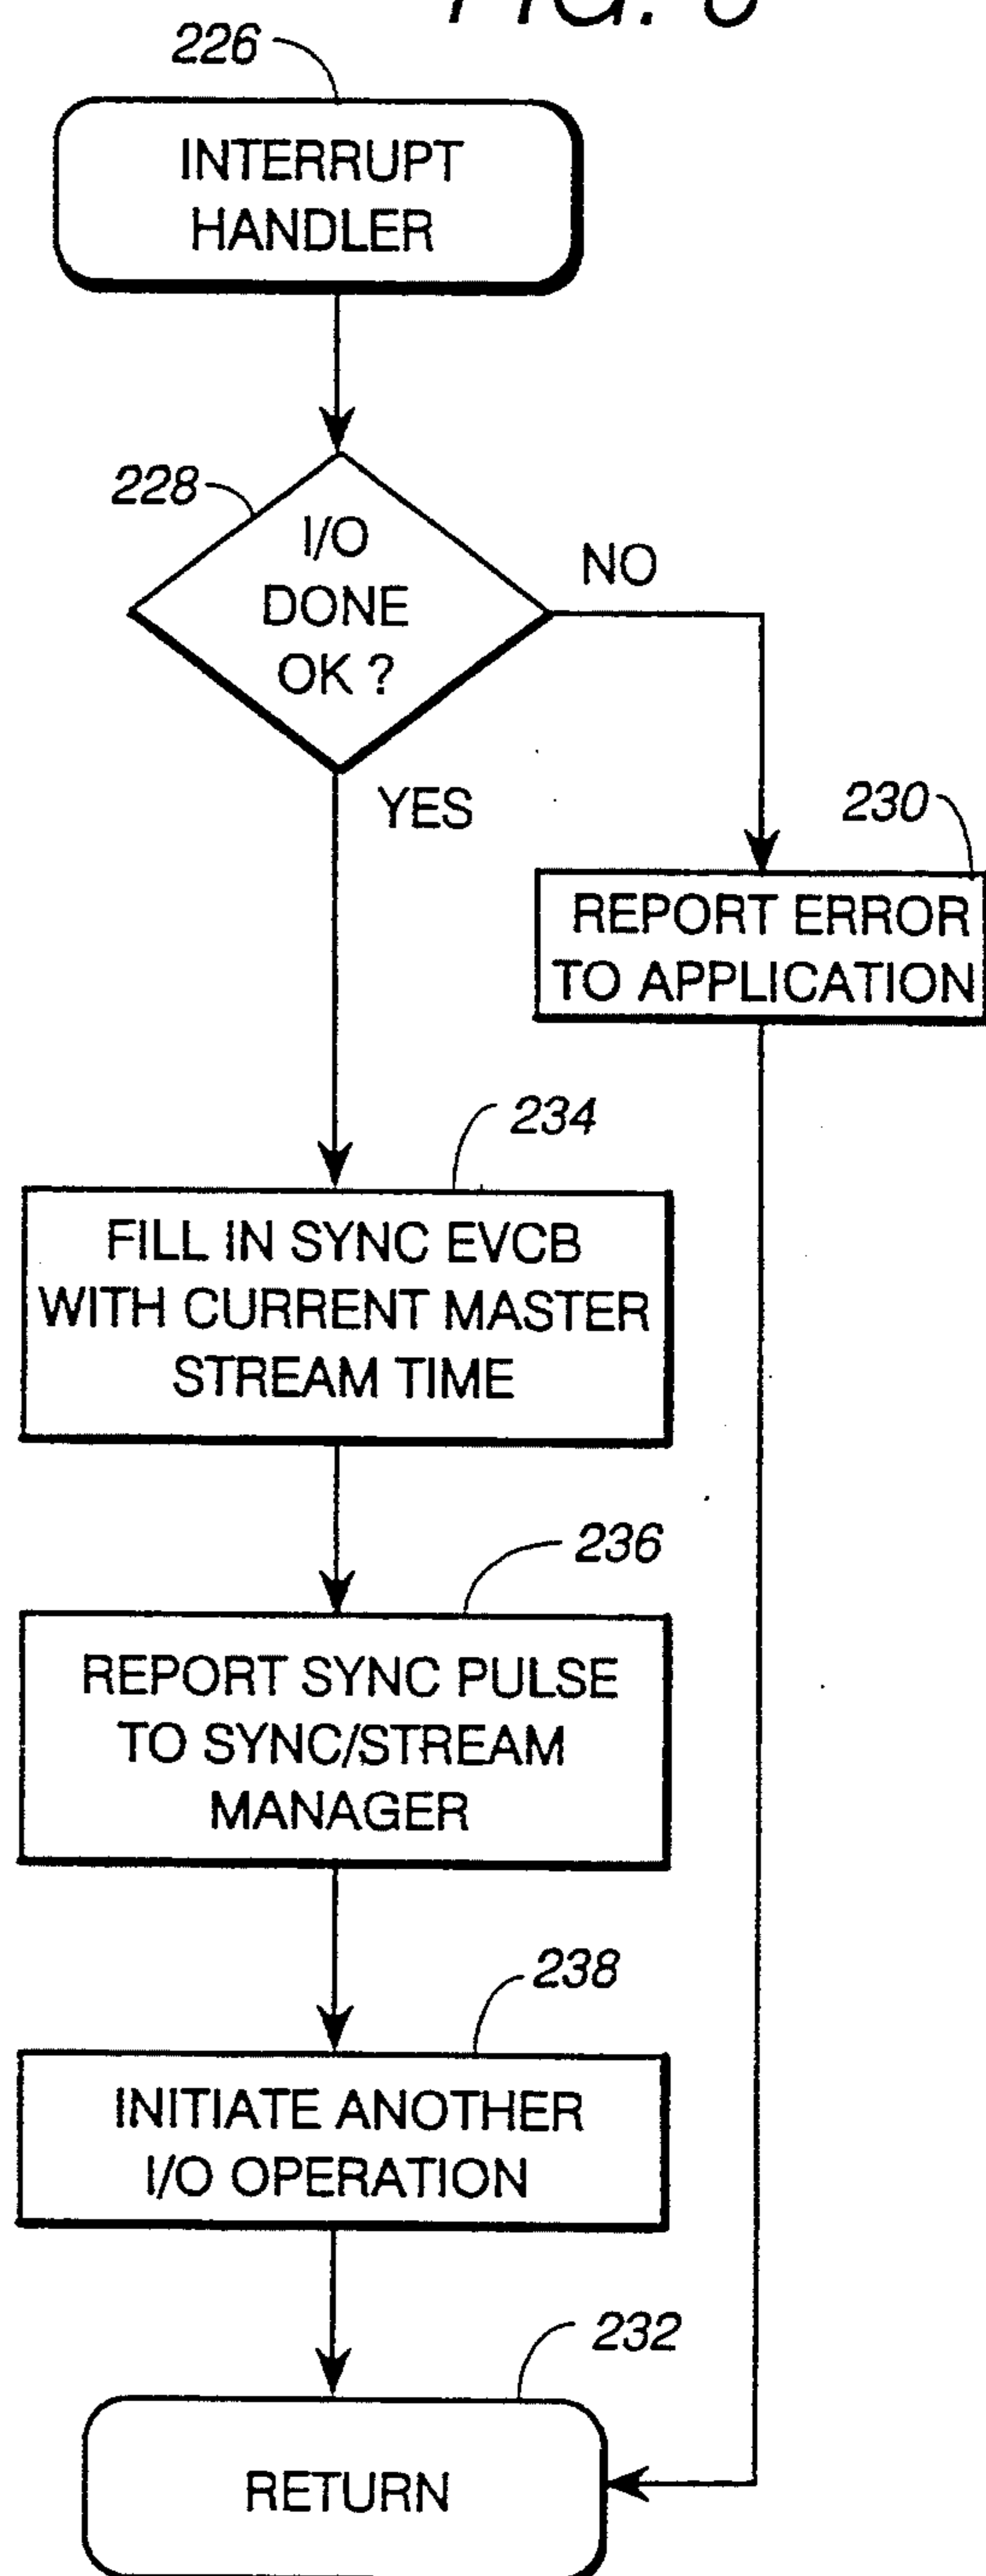 226
INTERRUPT
HANDLER
228
I/O
DONE
OK ?
NO
YES
230
REPORT ERROR
TO APPLICATION
234
FILL IN SYNC EVCB
WITH CURRENT MASTER
STREAM TIME
236
REPORT SYNC PULSE
TO SYNC/STREAM
MANAGER
238
INITIATE ANOTHER
I/O OPERATION
232
RETURN